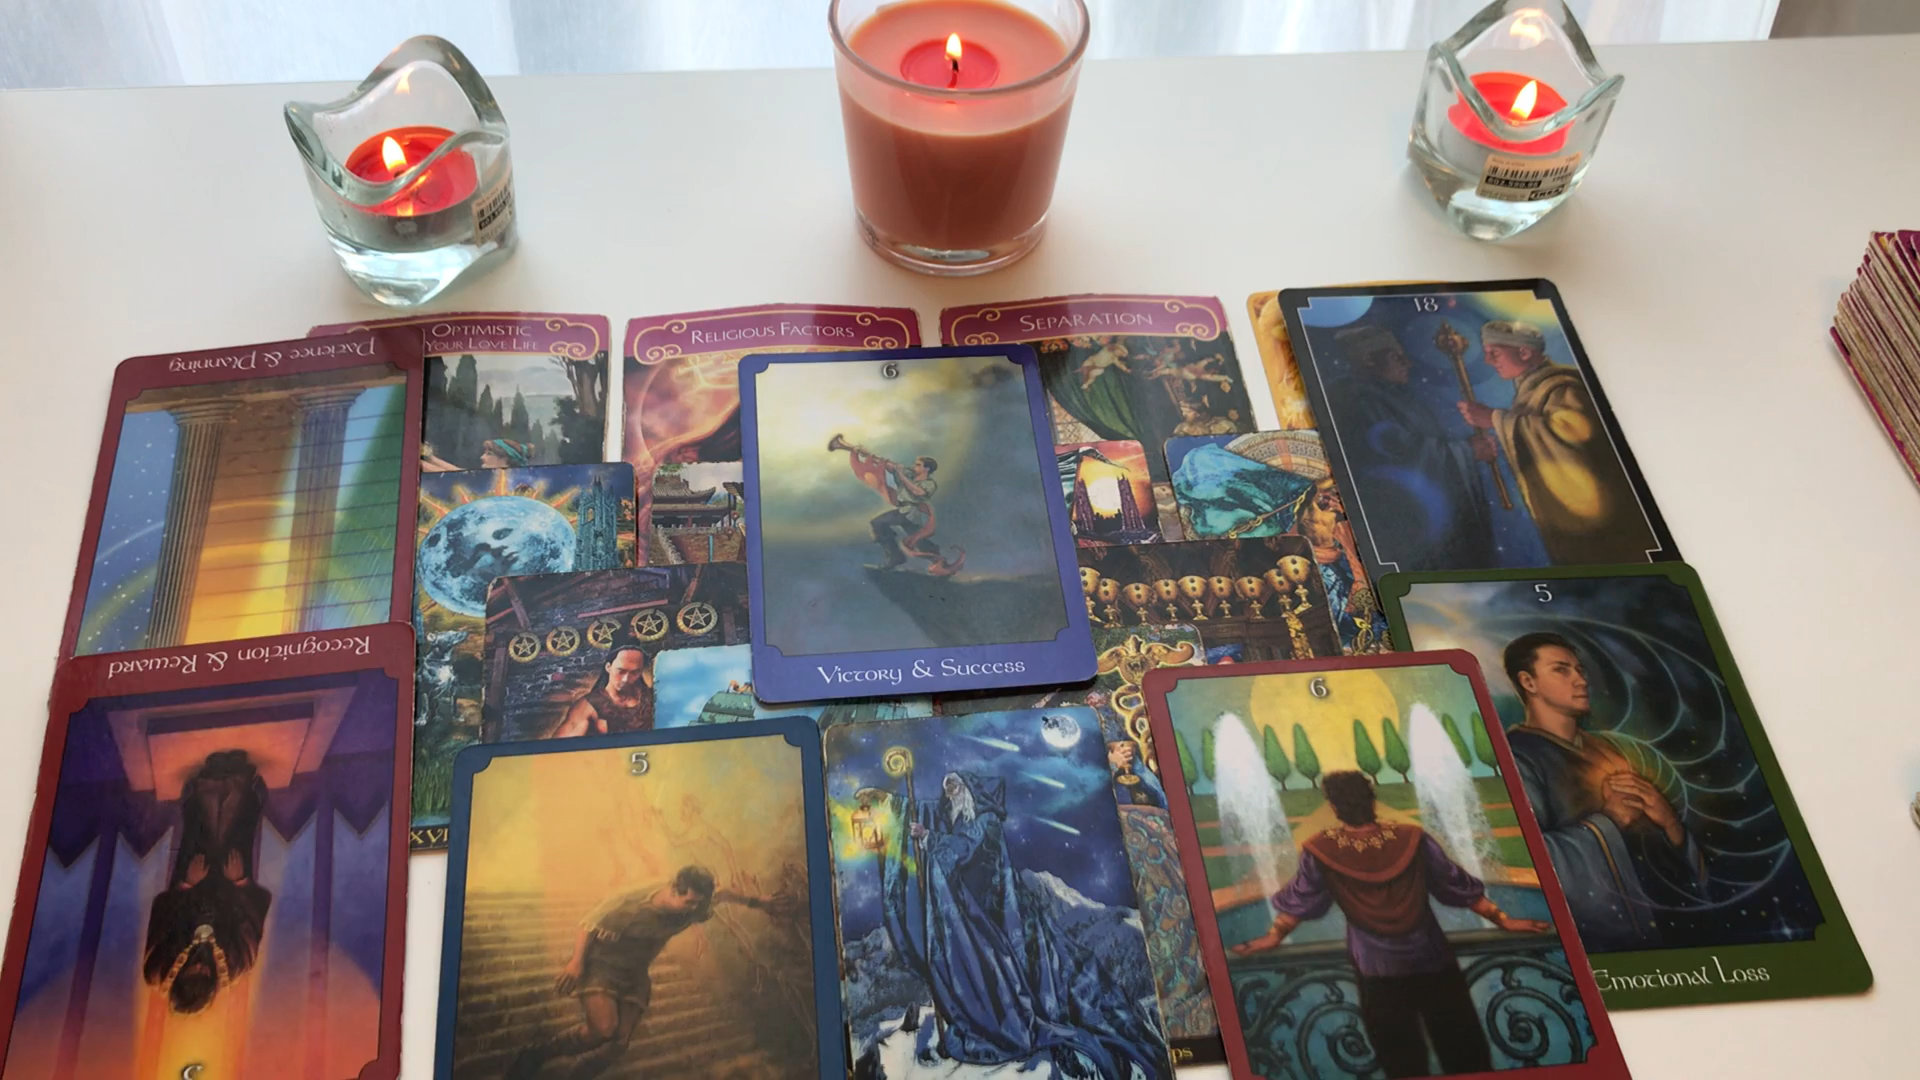 OPTIMISTIC
YOUR LOVE LIFE
RELIGIOUS FACTORS
SEPARATION
18
Patience & Planning
6
5
Recognition & Reward
Victory & Success
6
5
Emotional Loss